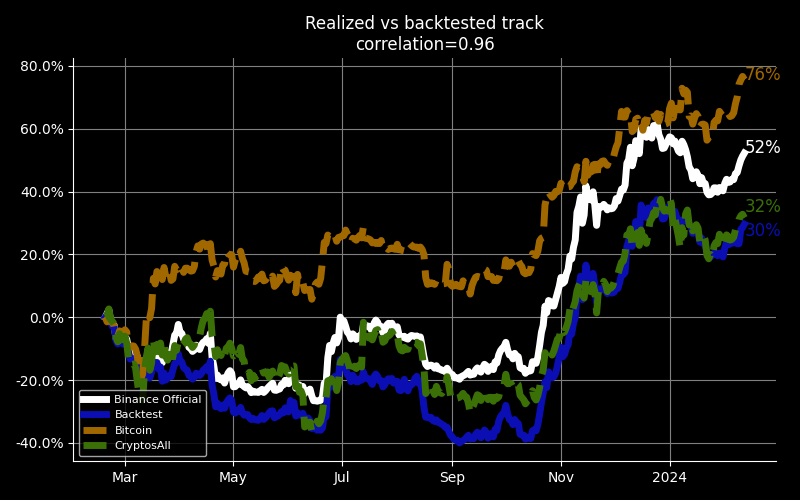 Realized vs backtested track
correlation=0.96
80.0%
60.0%
40.0%
20.0%
0.0%
-20.0%
-40.0%
76%
52%
32%
30%
Binance Official
Backtest
Bitcoin
CryptosAll
Mar
May
Jul
Sep
Nov
2024